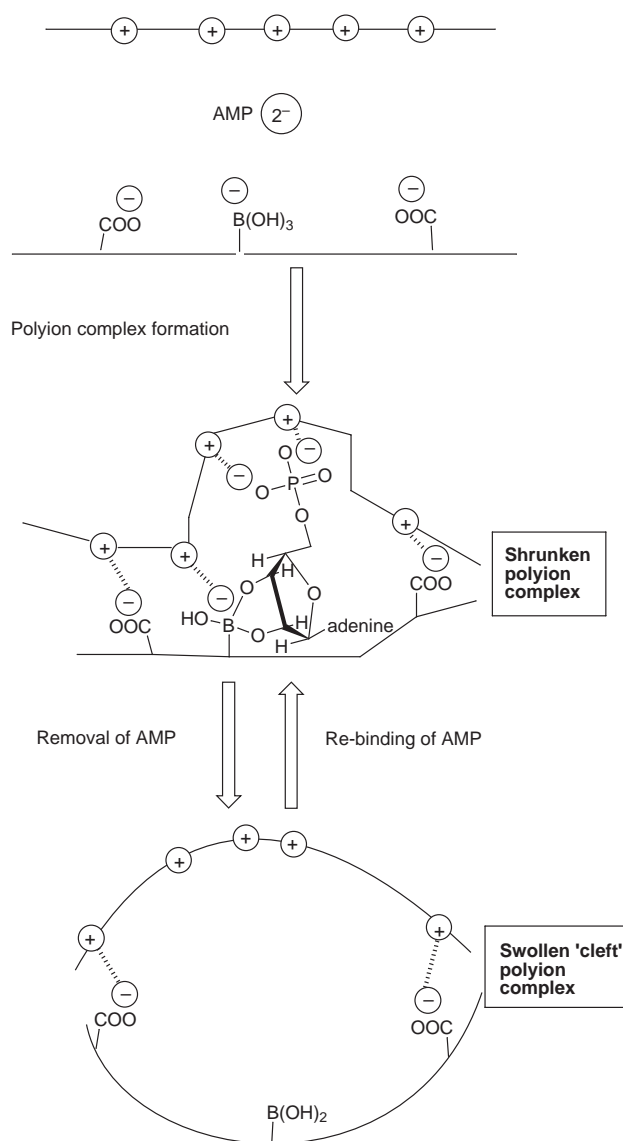 + + + + +
AMP 2−
− − −
COO B(OH)₃ OOC
Polyion complex formation
+
+ −
O
− O P O
+ O
+ + H −
H O COO
− − O
OOC HO B O H adenine
H
Shrunken
polyion
complex
Removal of AMP Re-binding of AMP
+ + + +
+ +
− −
COO OOC
Swollen 'cleft'
polyion
complex
B(OH)₂